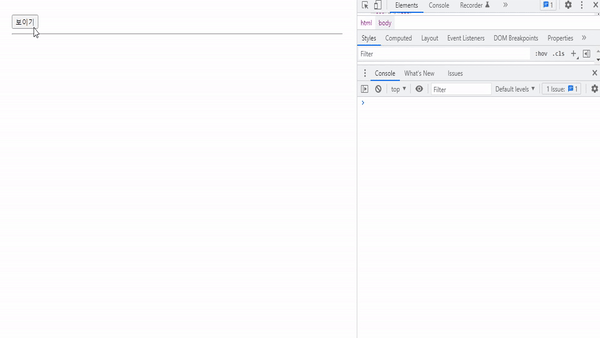 보이기
Elements Console Recorder 1
html body
Styles Computed Layout Event Listeners DOM Breakpoints Properties
Filter :hov .cls
Console What's New Issues
top Filter Default levels 1 Issue: 1